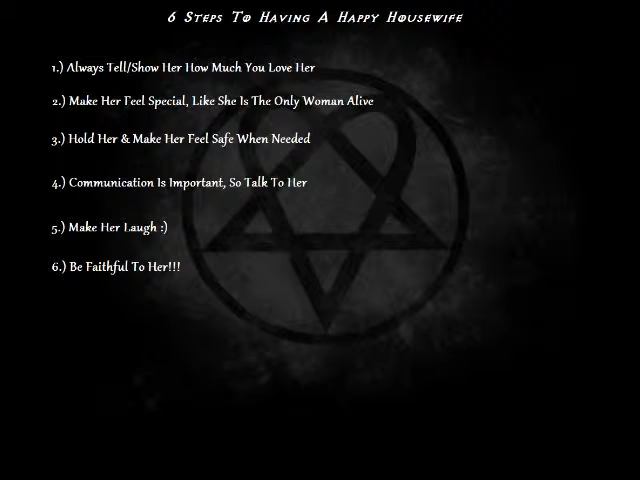 6 Steps To Having A Happy Housewife
1.) Always Tell/Show Her How Much You Love Her
2.) Make Her Feel Special, Like She Is The Only Woman Alive
3.) Hold Her & Make Her Feel Safe When Needed
4.) Communication Is Important, So Talk To Her
5.) Make Her Laugh :)
6.) Be Faithful To Her!!!